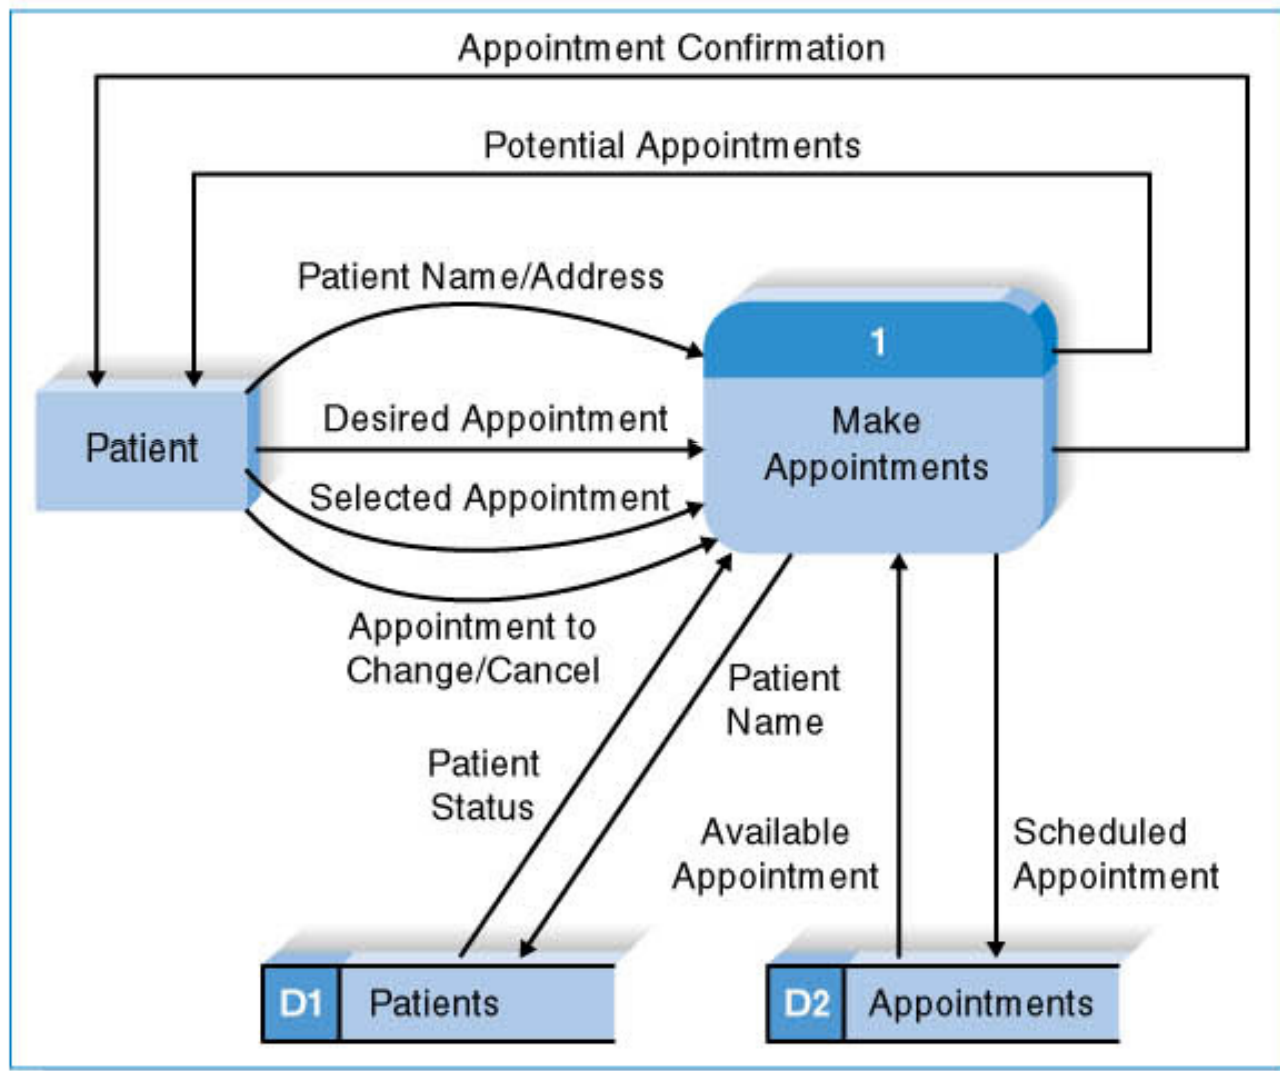 Appointment Confirmation
Potential Appointments
Patient Name/Address
1
Desired Appointment
Make
Appointments
Patient
Selected Appointment
Appointment to
Change/Cancel
Patient
Name
Patient
Status
Available
Appointment
Scheduled
Appointment
D1 Patients
D2 Appointments